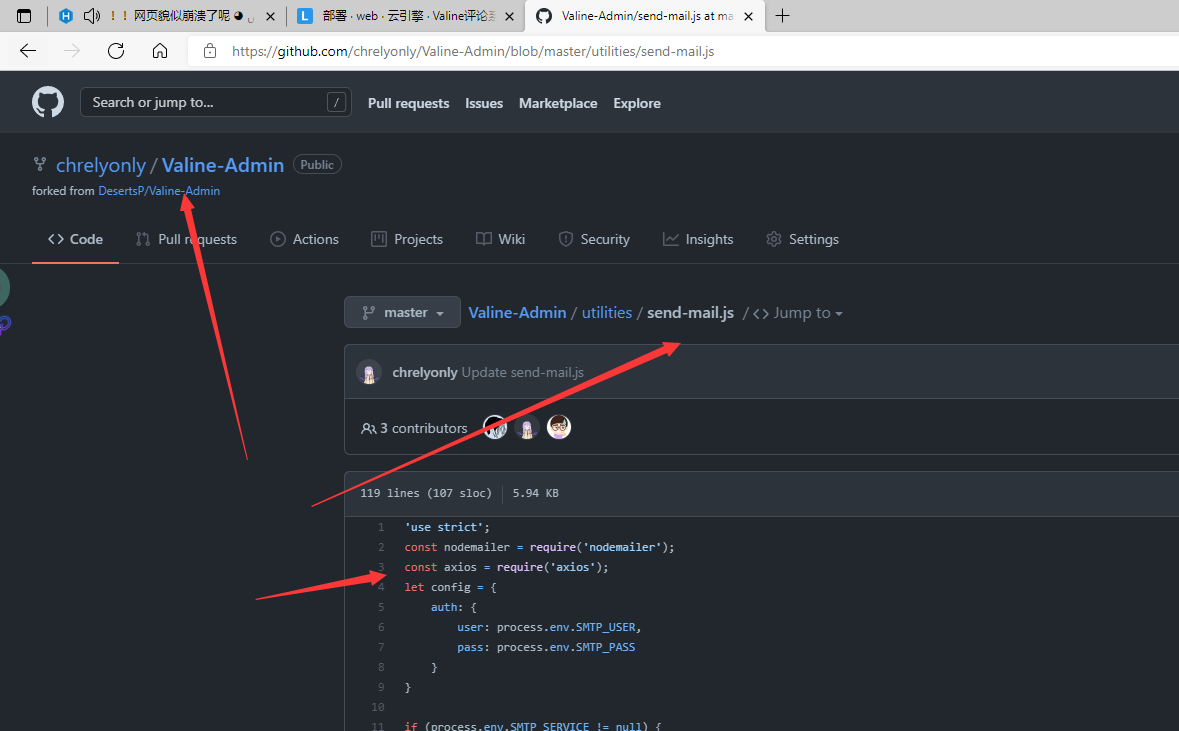 ！！网页貌似崩溃了呢
部署 · web · 云引擎 · Valine评论系
Valine-Admin/send-mail.js at ma
https://github.com/chrelyonly/Valine-Admin/blob/master/utilities/send-mail.js
Search or jump to...
/
Pull requests Issues Marketplace Explore
chrelyonly / Valine-Admin Public
forked from DesertsP/Valine-Admin
<> Code Pull requests Actions Projects Wiki Security Insights Settings
master Valine-Admin / utilities / send-mail.js / <> Jump to
chrelyonly Update send-mail.js
3 contributors
119 lines (107 sloc) 5.94 KB
1 'use strict';
2 const nodemailer = require('nodemailer');
3 const axios = require('axios');
4 let config = {
5 auth: {
6 user: process.env.SMTP_USER,
7 pass: process.env.SMTP_PASS
8 }
9 }
10
11 if (process.env.SMTP_SERVICE != null) {